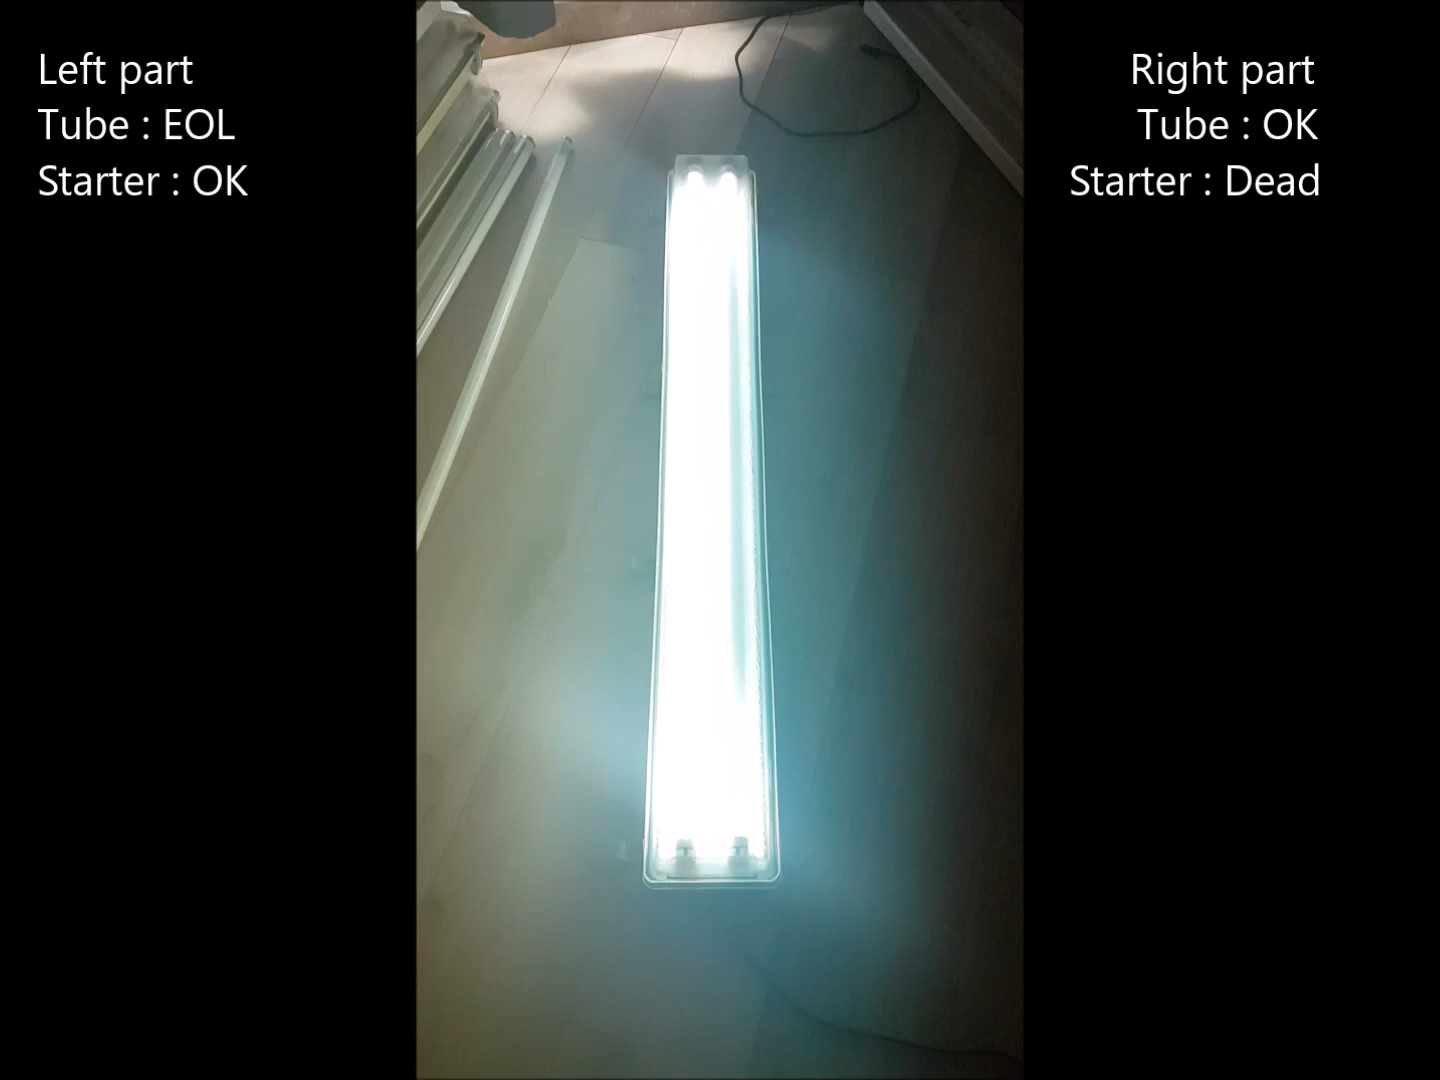 Left part
Tube : EOL
Starter : OK
Right part
Tube : OK
Starter : Dead